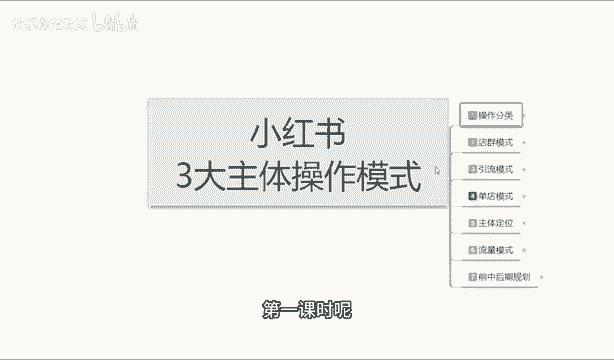 小红书
3大主体操作模式
操作分类
店群模式
3 引流模式
4 单店模式
5 主体定位
6 流量模式
7 前中后期规划
第一课时呢